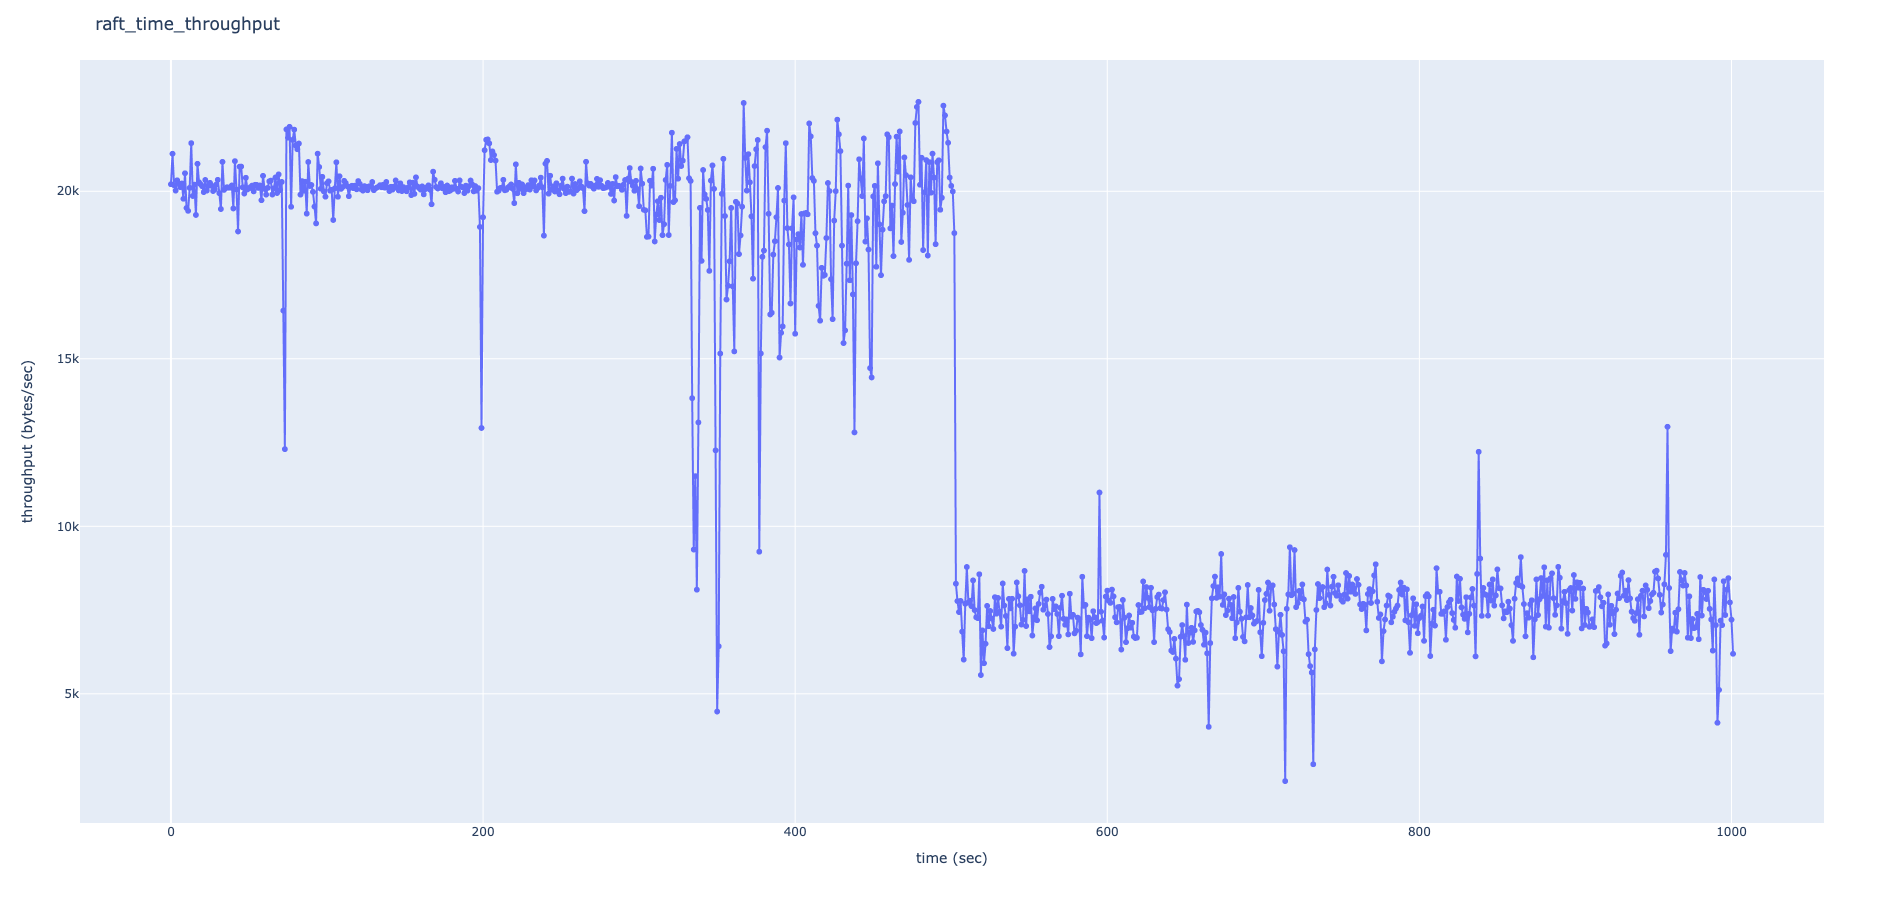 raft_time_throughput
throughput (bytes/sec)
20k
15k
10k
5k
0 200 400 600 800 1000
time (sec)